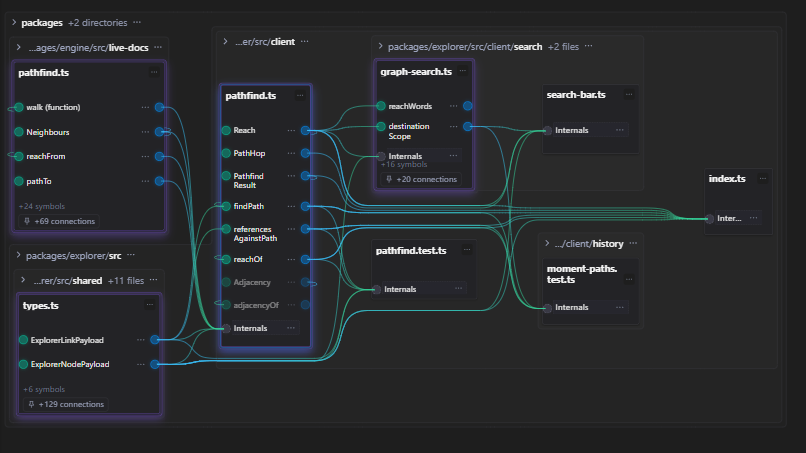 packages +2 directories ...
...ages/engine/src/live-docs ...
pathfind.ts ...
walk (function) ...
Neighbours ...
reachFrom ...
pathTo ...
+24 symbols
+69 connections
packages/explorer/src ...
...rer/src/shared +11 files ...
types.ts ...
ExplorerLinkPayload ...
ExplorerNodePayload ...
+6 symbols
+129 connections
...er/src/client ...
pathfind.ts ...
Reach ...
PathHop ...
Pathfind
Result ...
findPath ...
references
AgainstPath ...
reachOf ...
Adjacency ...
adjacencyOf ...
Internals ...
packages/explorer/src/client/search +2 files ...
graph-search.ts ...
reachWords ...
destination
Scope ...
Internals ...
+16 symbols
+20 connections
search-bar.ts ...
Internals ...
pathfind.test.ts ...
Internals ...
.../client/history ...
moment-paths.
test.ts ...
Internals ...
index.ts ...
Inter... ...